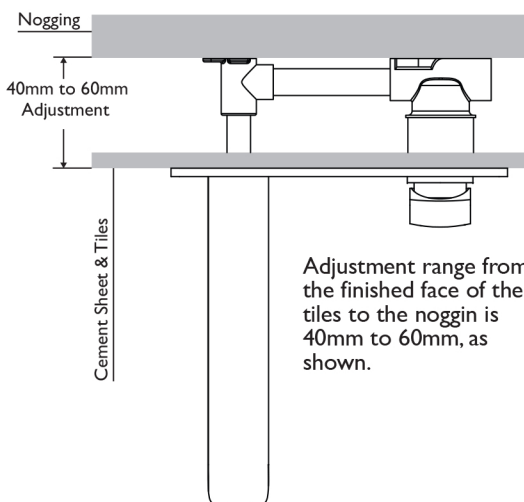 Nogging
40mm to 60mm
Adjustment
Cement Sheet & Tiles
Adjustment range from
the finished face of the
tiles to the noggin is
40mm to 60mm, as
shown.